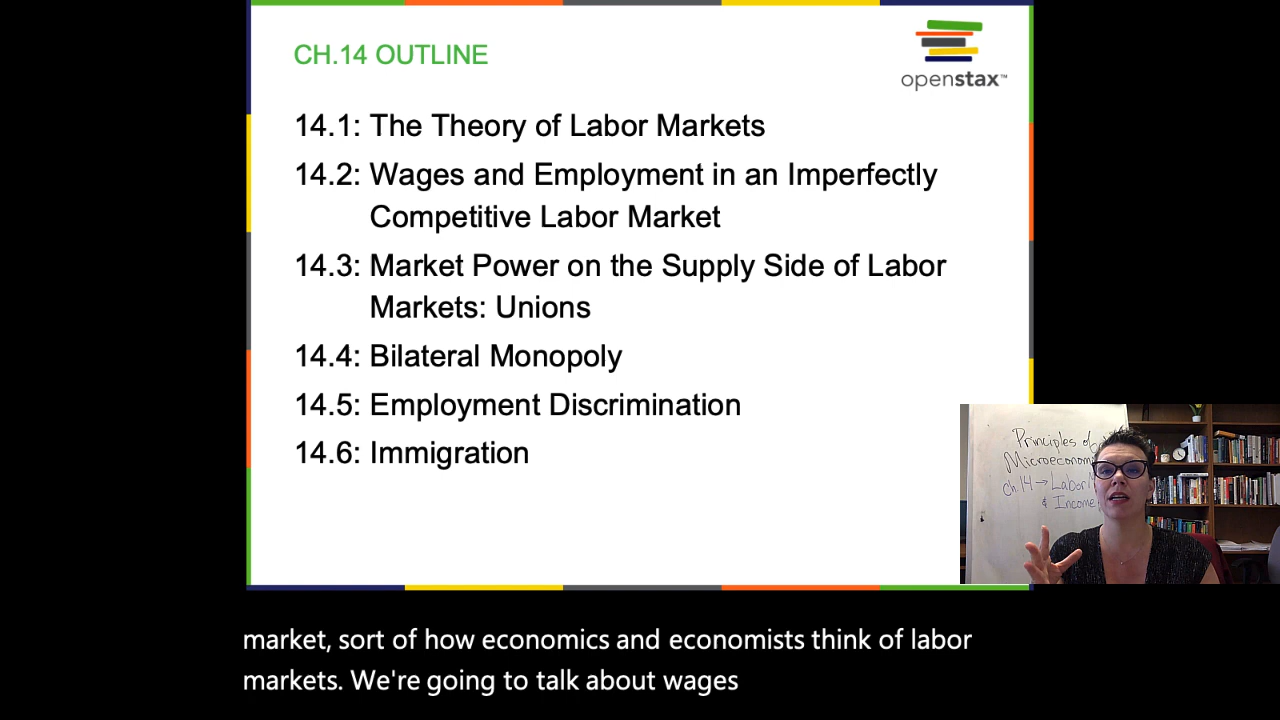 CH.14 OUTLINE
openstax™
14.1: The Theory of Labor Markets
14.2: Wages and Employment in an Imperfectly
Competitive Labor Market
14.3: Market Power on the Supply Side of Labor
Markets: Unions
14.4: Bilateral Monopoly
14.5: Employment Discrimination
14.6: Immigration
Principles of
Microeconomi
Ch. 14 → Labor
& Income
market, sort of how economics and economists think of labor
markets. We're going to talk about wages